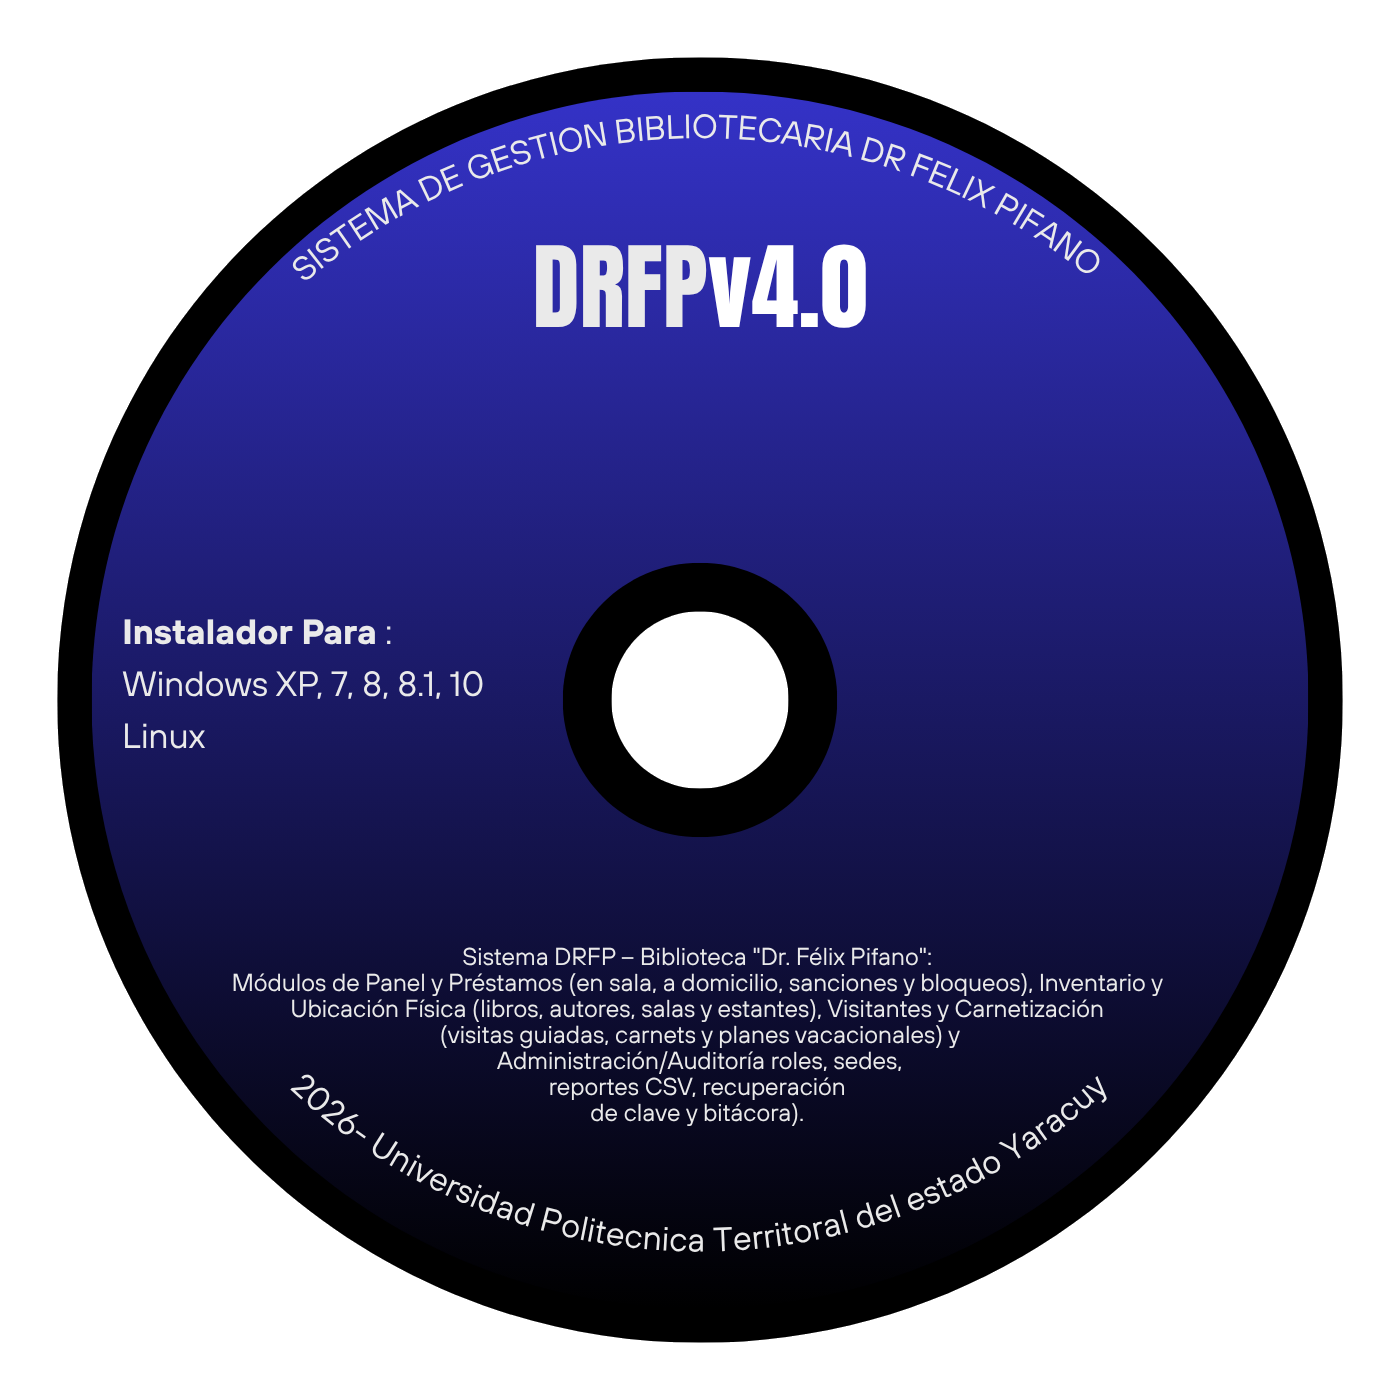 SISTEMA DE GESTION BIBLIOTECARIA DR FELIX PIFANO
DRFPv4.0
Instalador Para :
Windows XP, 7, 8, 8.1, 10
Linux
Sistema DRFP – Biblioteca "Dr. Félix Pifano":
Módulos de Panel y Préstamos (en sala, a domicilio, sanciones y bloqueos), Inventario y
Ubicación Física (libros, autores, salas y estantes), Visitantes y Carnetización
(visitas guiadas, carnets y planes vacacionales) y
Administración/Auditoría roles, sedes,
reportes CSV, recuperación
de clave y bitácora).
2026- Universidad Politecnica Territoral del estado Yaracuy